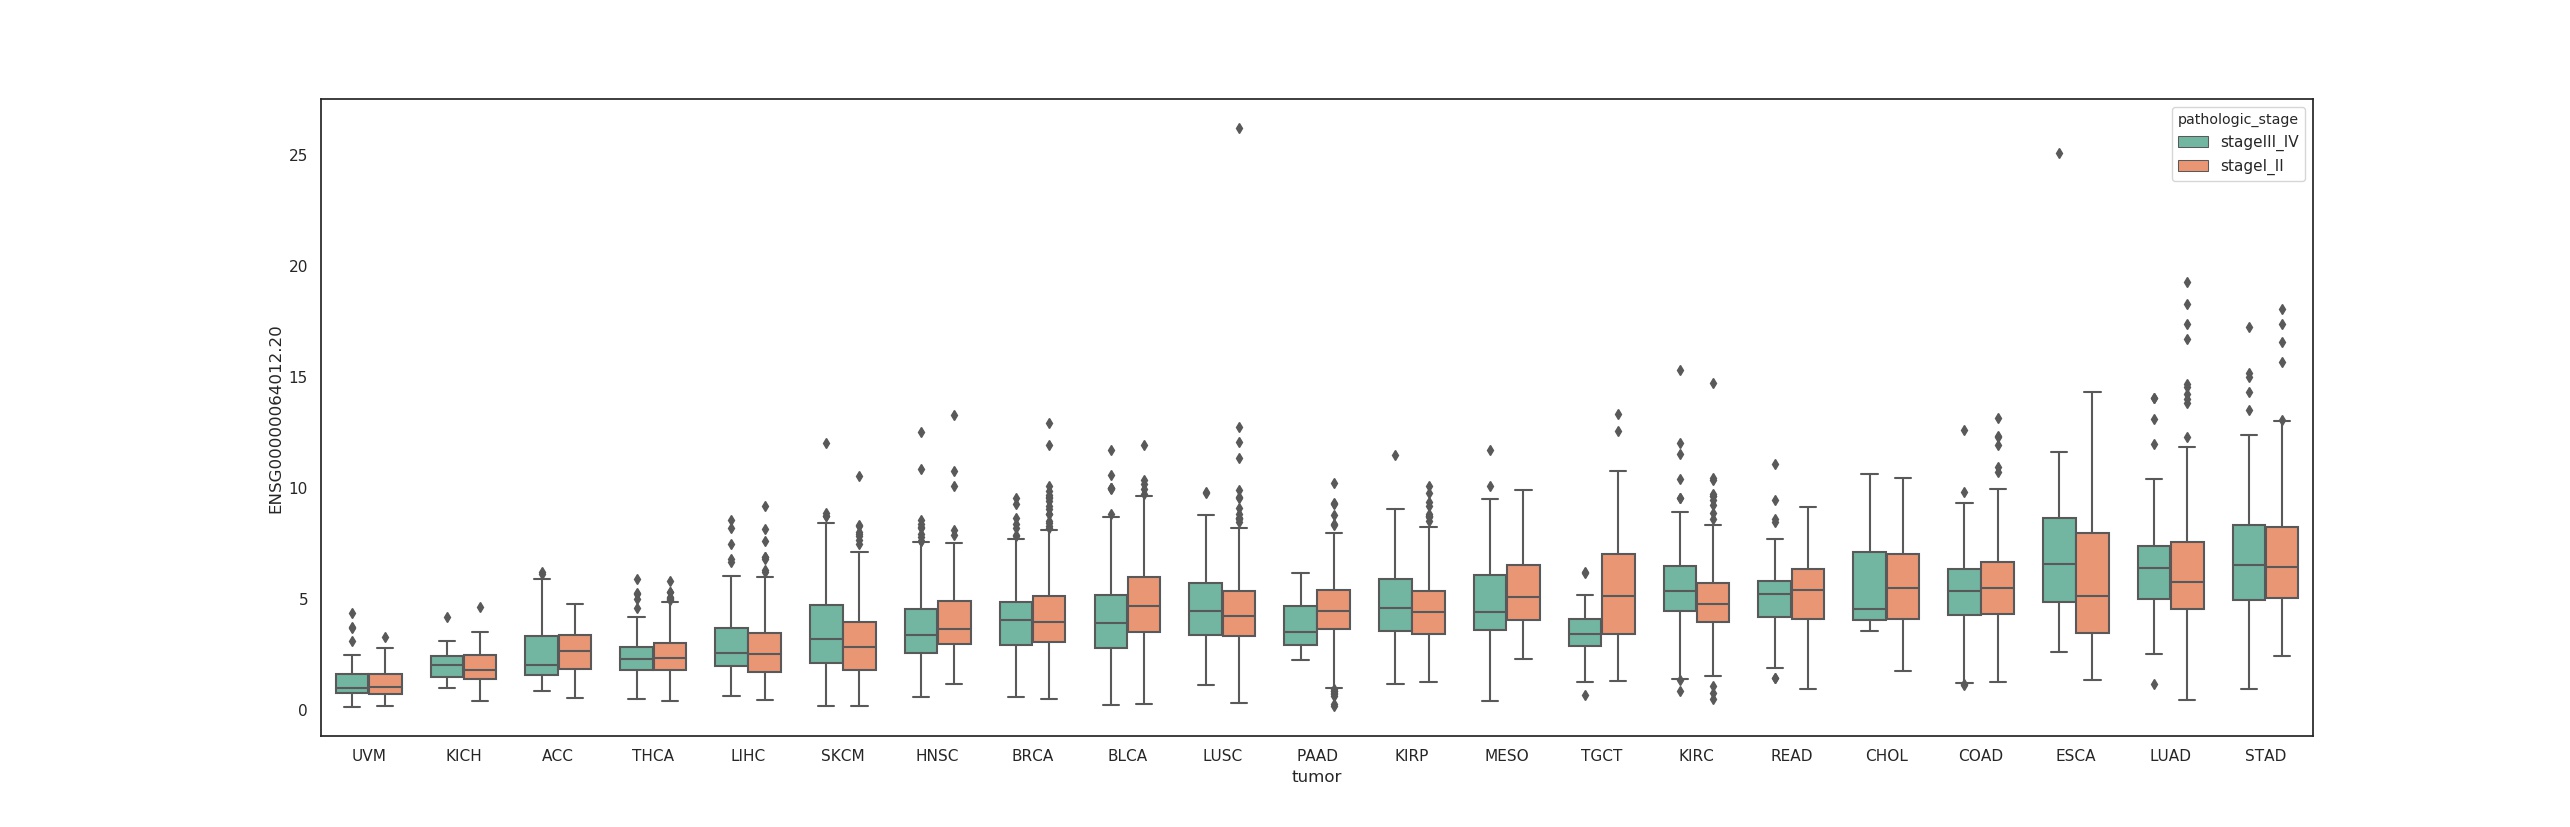 pathologic_stage
stageIII_IV
stageI_II
ENSG00000064012.20
25
20
15
10
5
0
UVM KICH ACC THCA LIHC SKCM HNSC BRCA BLCA LUSC PAAD KIRP MESO TGCT KIRC READ CHOL COAD ESCA LUAD STAD
tumor